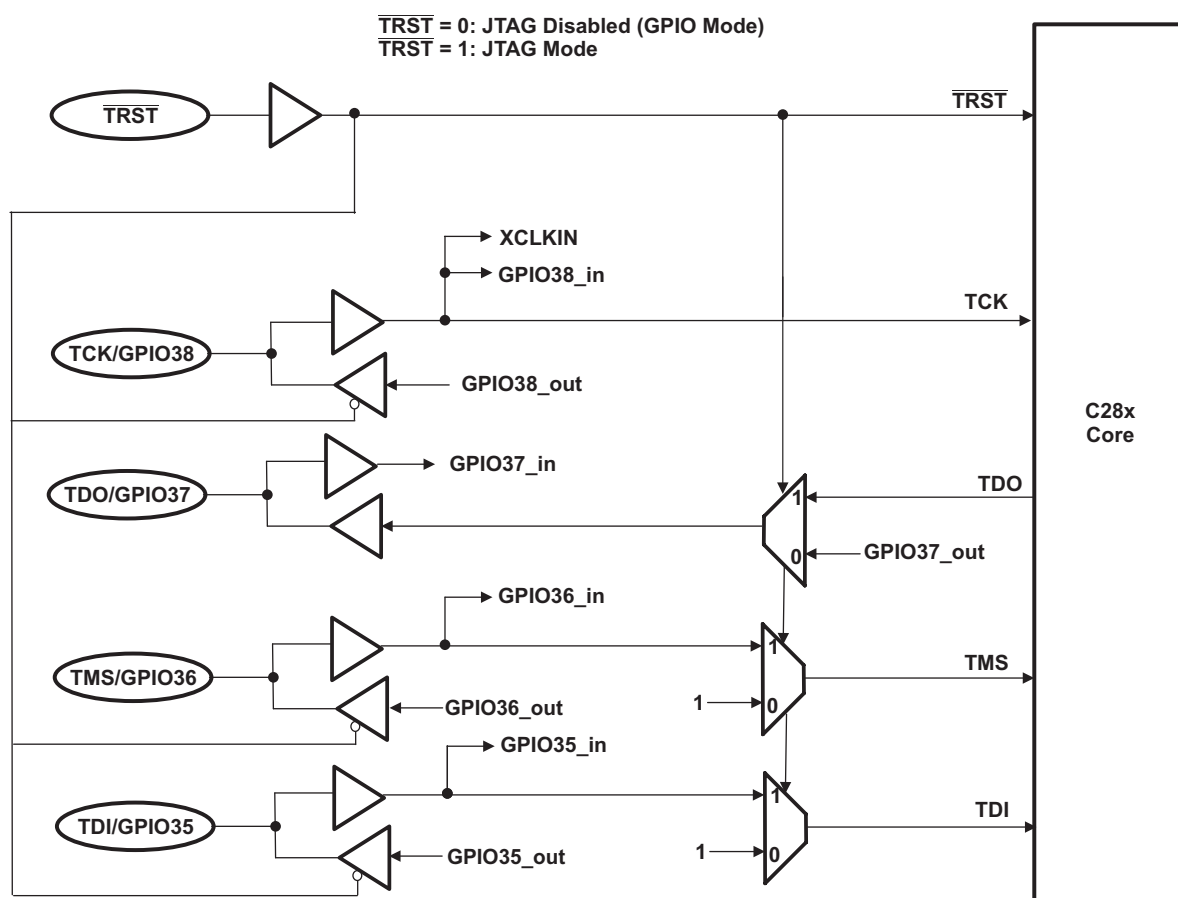 TRST = 0: JTAG Disabled (GPIO Mode)
TRST = 1: JTAG Mode
TRST
TRST
XCLKIN
GPIO38_in
TCK
TCK/GPIO38
GPIO38_out
C28x
Core
GPIO37_in
TDO/GPIO37
1
TDO
0
GPIO37_out
GPIO36_in
1
TMS/GPIO36
TMS
GPIO36_out
1
0
GPIO35_in
1
TDI/GPIO35
TDI
GPIO35_out
1
0